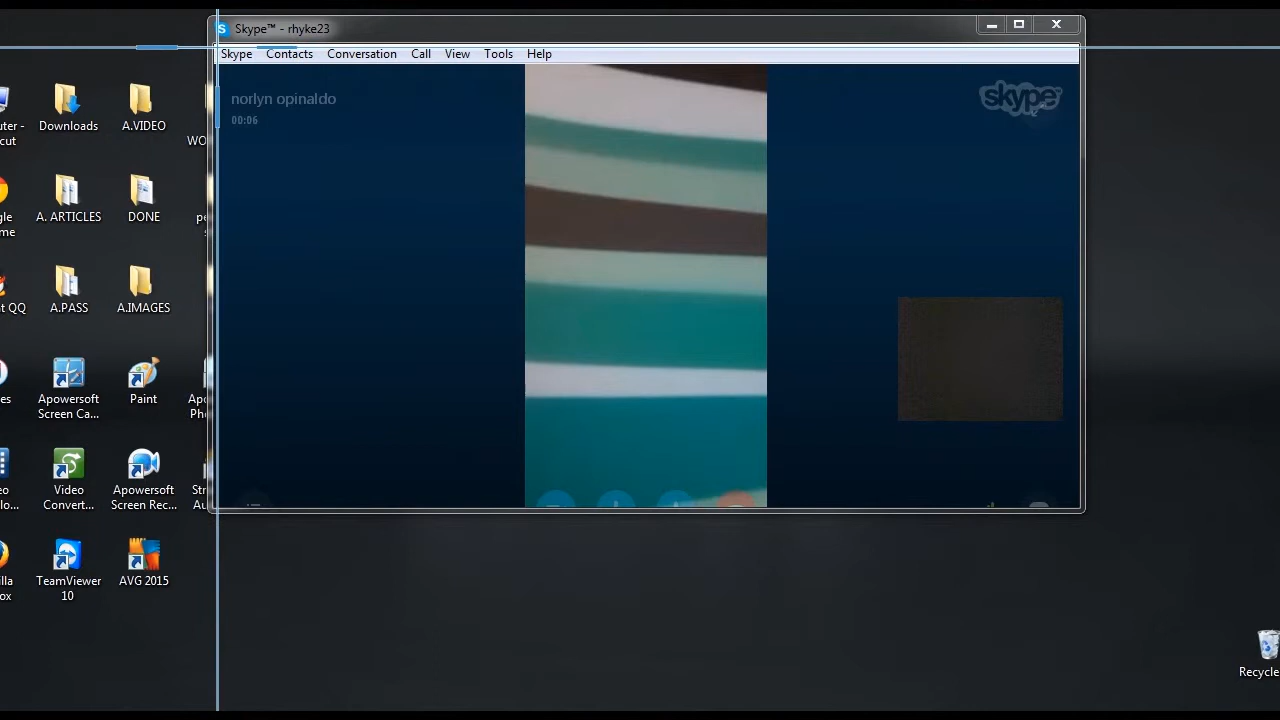 Skype™ - rhyke23
Skype Contacts Conversation Call View Tools Help
norlyn opinaldo
00:06
skype
Downloads
A.VIDEO
A. ARTICLES
DONE
A.PASS
A.IMAGES
QQ
Apowersoft
Screen Ca...
Paint
Video
Convert...
Apowersoft
Screen Rec...
TeamViewer
10
AVG 2015
Recycle